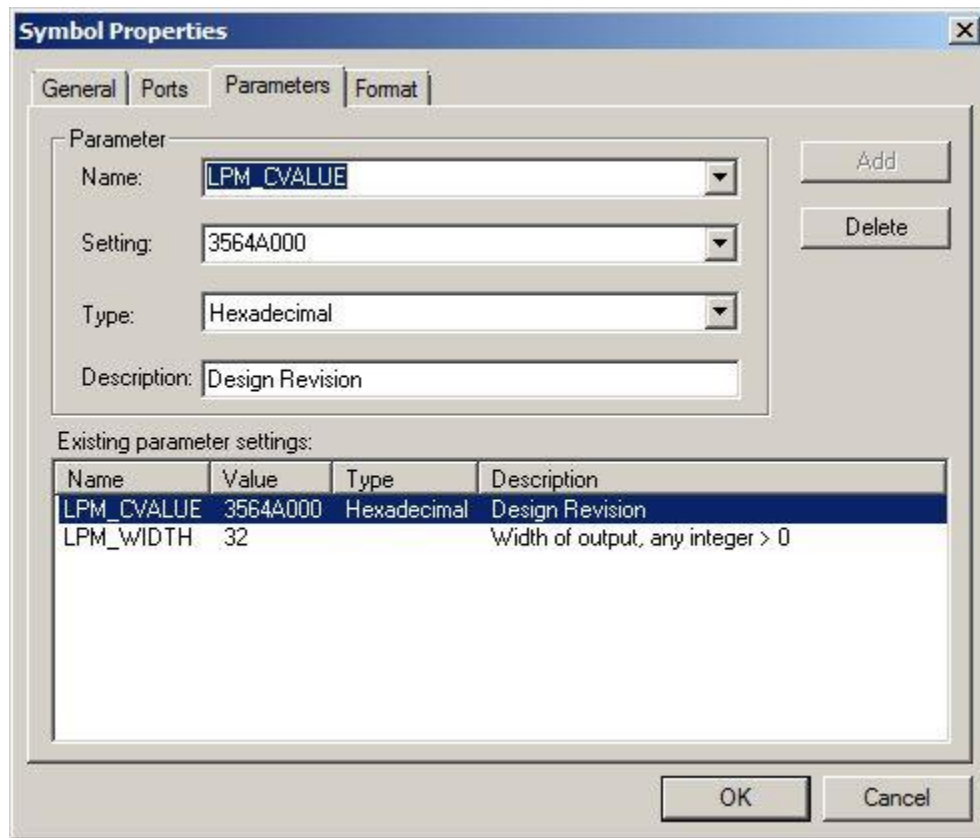 Symbol Properties
General Ports Parameters Format
Parameter
Name: LPM_CVALUE
Add
Setting: 3564A000
Delete
Type: Hexadecimal
Description: Design Revision
Existing parameter settings:
Name Value Type Description
LPM_CVALUE 3564A000 Hexadecimal Design Revision
LPM_WIDTH 32 Width of output, any integer > 0
OK Cancel